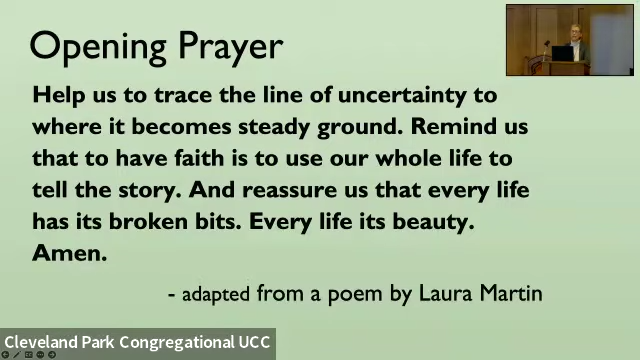 Opening Prayer
Help us to trace the line of uncertainty to
where it becomes steady ground. Remind us
that to have faith is to use our whole life to
tell the story. And reassure us that every life
has its broken bits. Every life its beauty.
Amen.
- adapted from a poem by Laura Martin
Cleveland Park Congregational UCC